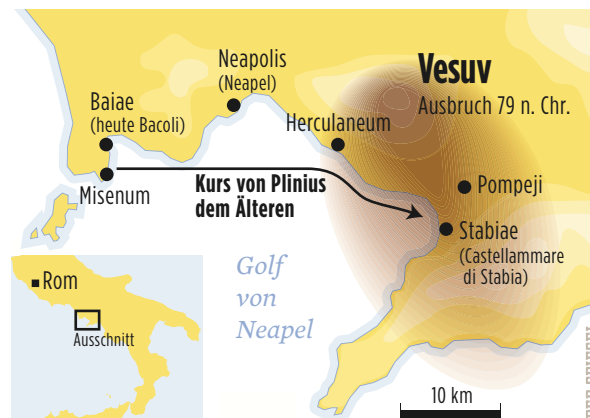 Neapolis
(Neapel)
Vesuv
Ausbruch 79 n. Chr.
Baiae
(heute Bacoli)
Herculaneum
Misenum
Kurs von Plinius
dem Älteren
Pompeji
Stabiae
(Castellammare
di Stabia)
Golf
von
Neapel
Rom
Ausschnitt
10 km